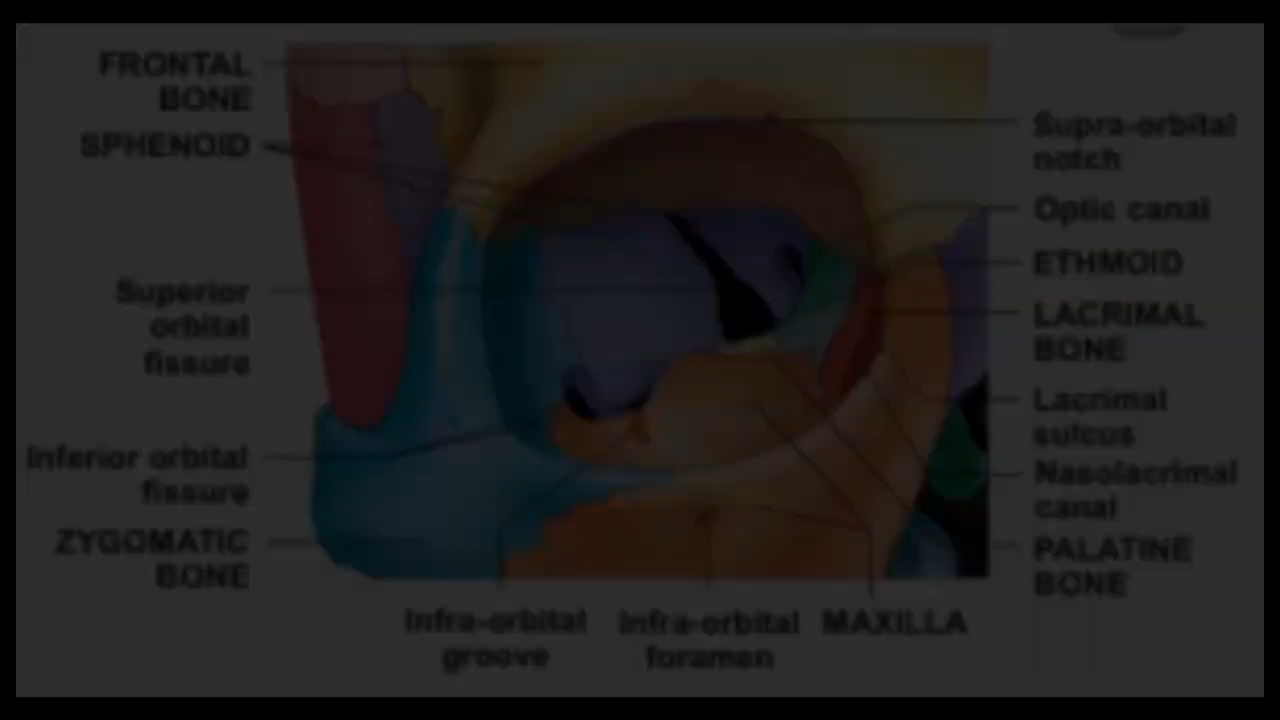 FRONTAL
BONE
SPHENOID
Superior
orbital
fissure
Inferior orbital
fissure
ZYGOMATIC
BONE
Infra-orbital
groove
Infra-orbital
foramen
MAXILLA
Supra-orbital
notch
Optic canal
ETHMOID
LACRIMAL
BONE
Lacrimal
sulcus
Nasolacrimal
canal
PALATINE
BONE